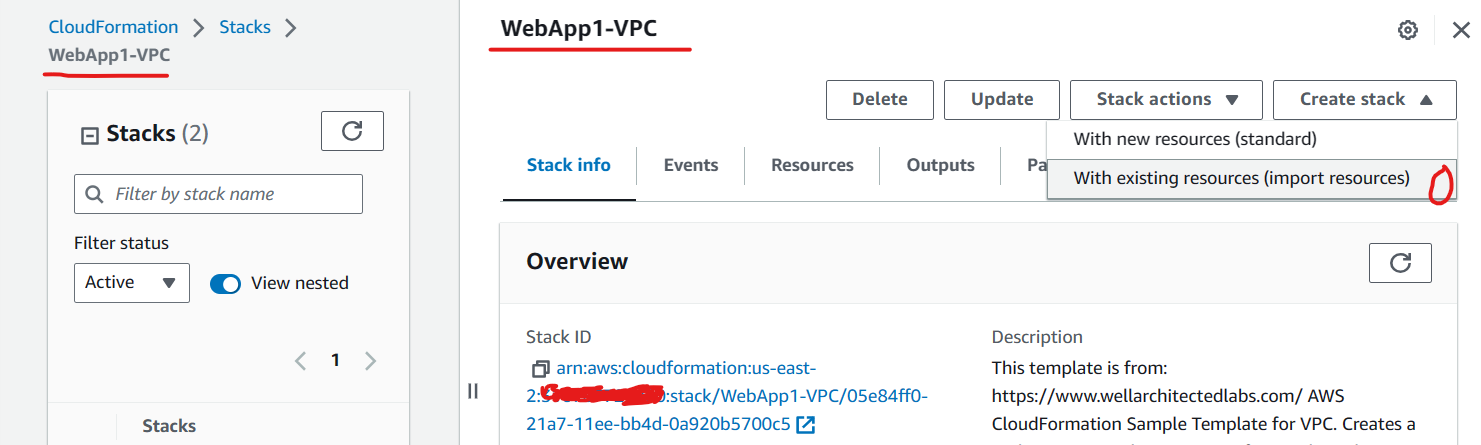 CloudFormation > Stacks >
WebApp1-VPC
Stacks (2)
Filter by stack name
Filter status
Active
View nested
1
Stacks
WebApp1-VPC
Delete
Update
Stack actions
Create stack
With new resources (standard)
With existing resources (import resources)
Stack info
Events
Resources
Outputs
Pa
Overview
Stack ID
arn:aws:cloudformation:us-east-
2:
:stack/WebApp1-VPC/05e84ff0-
21a7-11ee-bb4d-0a920b5700c5
Description
This template is from:
https://www.wellarchitectedlabs.com/ AWS
CloudFormation Sample Template for VPC. Creates a